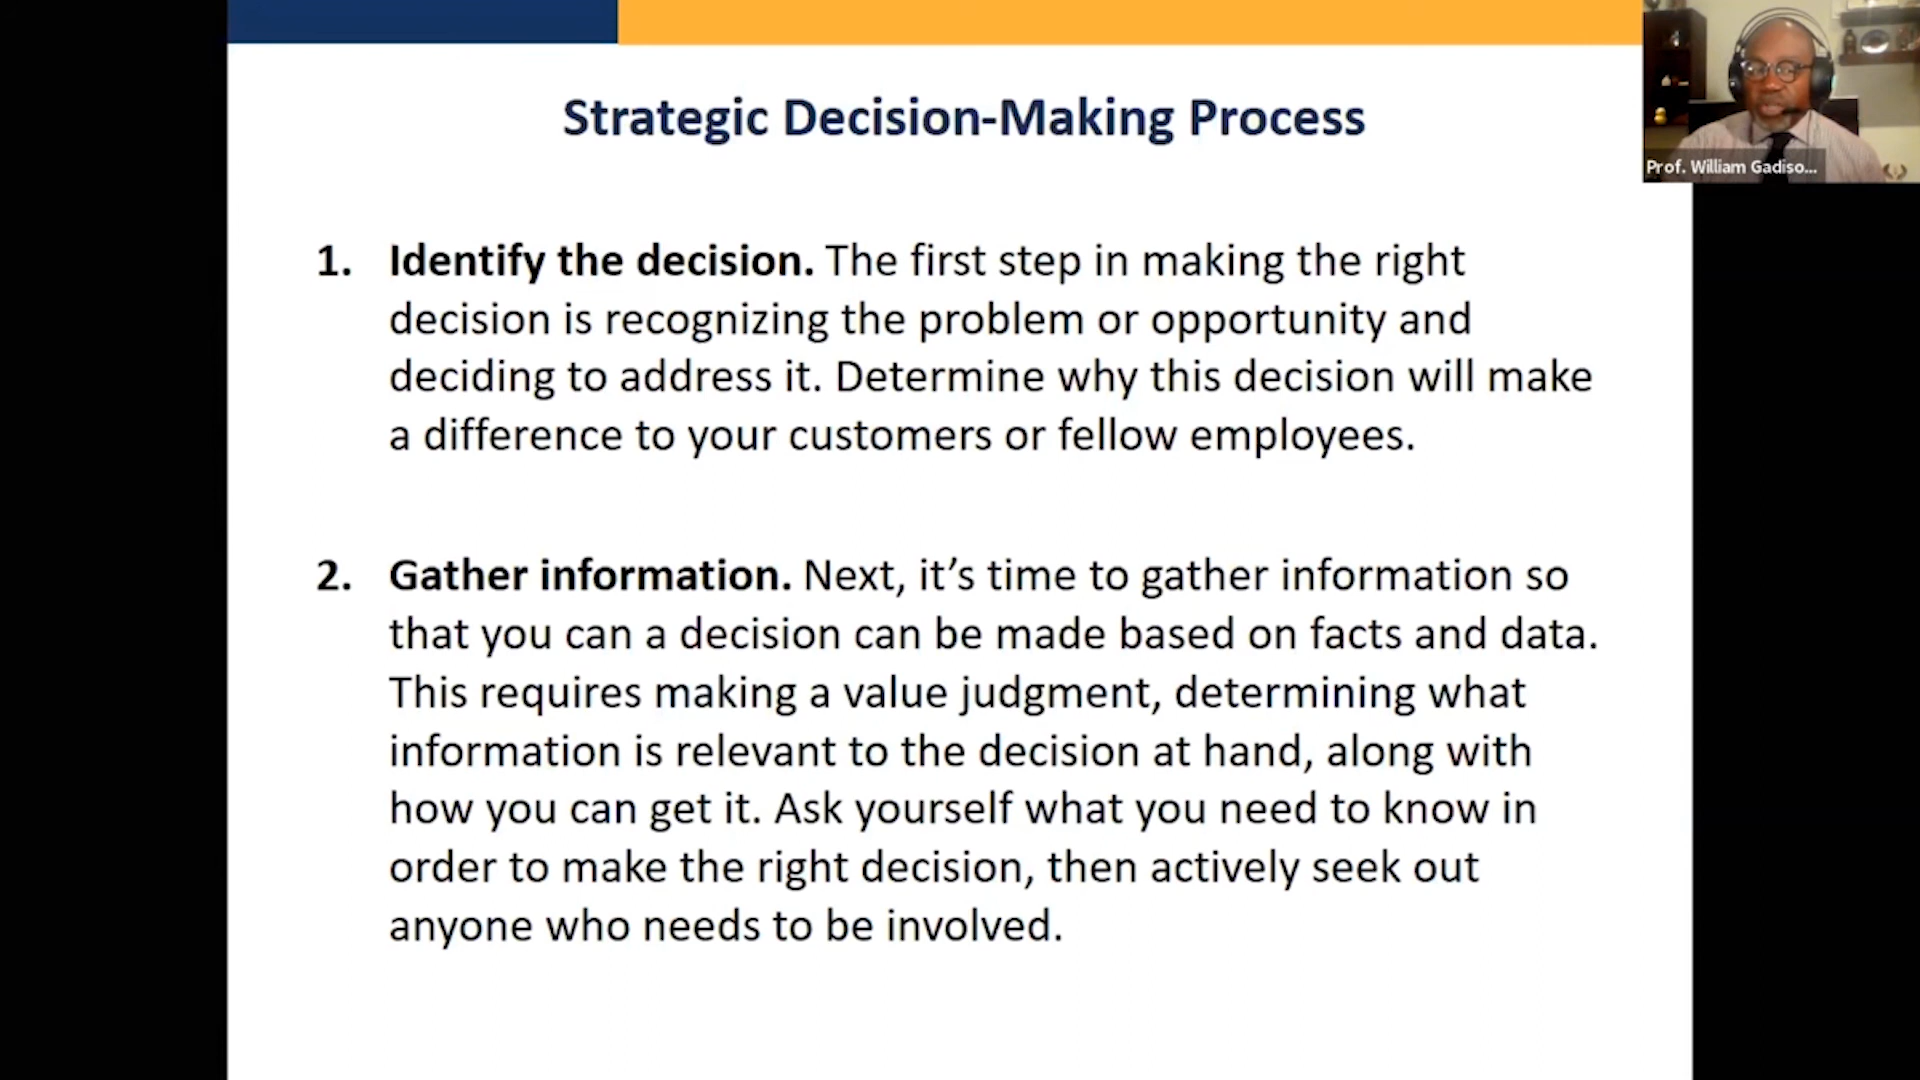 Strategic Decision-Making Process
Prof. William Gadiso...
1. Identify the decision. The first step in making the right
decision is recognizing the problem or opportunity and
deciding to address it. Determine why this decision will make
a difference to your customers or fellow employees.
2. Gather information. Next, it’s time to gather information so
that you can a decision can be made based on facts and data.
This requires making a value judgment, determining what
information is relevant to the decision at hand, along with
how you can get it. Ask yourself what you need to know in
order to make the right decision, then actively seek out
anyone who needs to be involved.